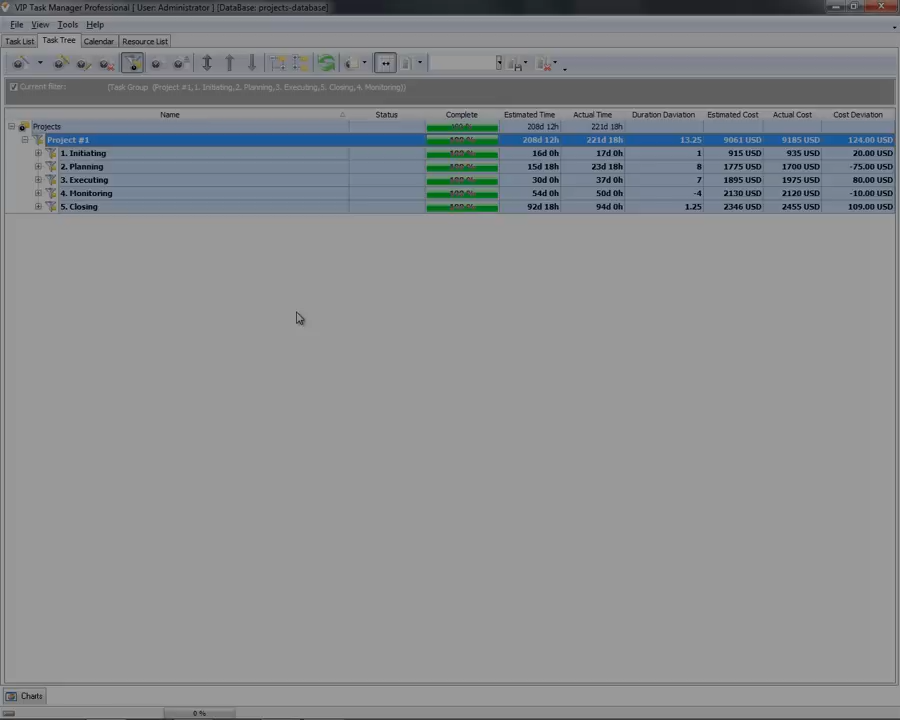 VIP Task Manager Professional [ User: Administrator ] [DataBase: projects-database]
File View Tools Help
Task List Task Tree Calendar Resource List
Current filter: (Task Group (Project #1,1. Initiating,2. Planning,3. Executing,5. Closing,4. Monitoring))
Name Status Complete Estimated Time Actual Time Duration Deviation Estimated Cost Actual Cost Cost Deviation
Projects 100 % 208d 12h 221d 18h
Project #1 100 % 208d 12h 221d 18h 13.25 9061 USD 9185 USD 124.00 USD
1. Initiating 100 % 16d 0h 17d 0h 1 915 USD 935 USD 20.00 USD
2. Planning 100 % 15d 18h 23d 18h 8 1775 USD 1700 USD -75.00 USD
3. Executing 100 % 30d 0h 37d 0h 7 1895 USD 1975 USD 80.00 USD
4. Monitoring 100 % 54d 0h 50d 0h -4 2130 USD 2120 USD -10.00 USD
5. Closing 100 % 92d 18h 94d 0h 1.25 2346 USD 2455 USD 109.00 USD
Charts
0 %